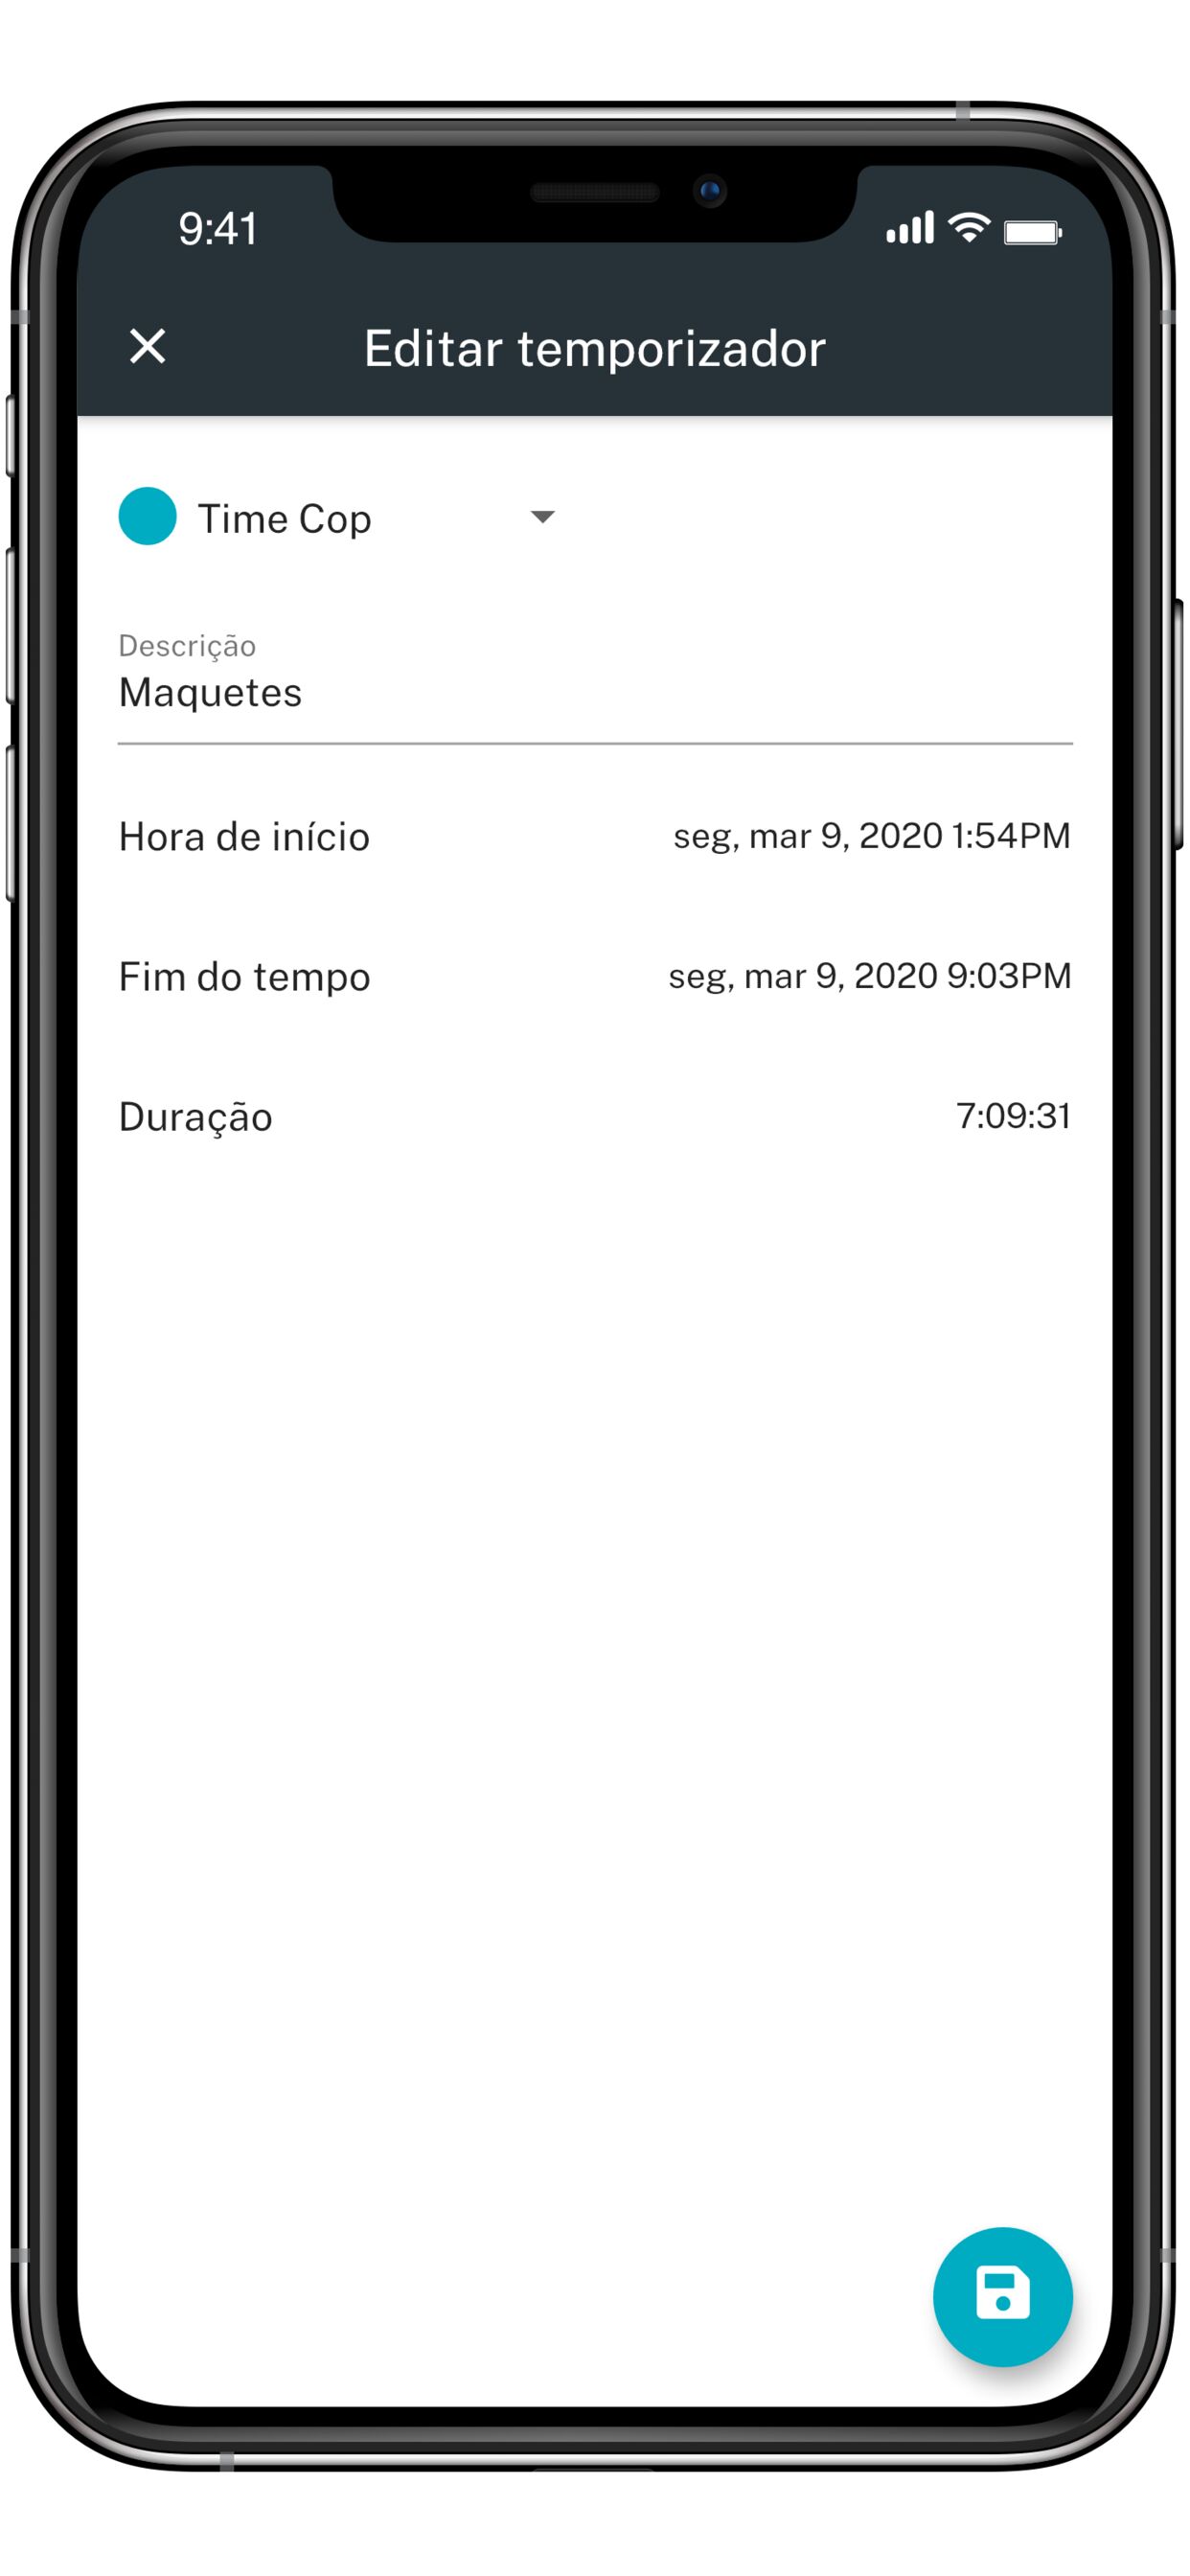 9:41
Editar temporizador
Time Cop
Descrição
Maquetes
Hora de início seg, mar 9, 2020 1:54PM
Fim do tempo seg, mar 9, 2020 9:03PM
Duração 7:09:31